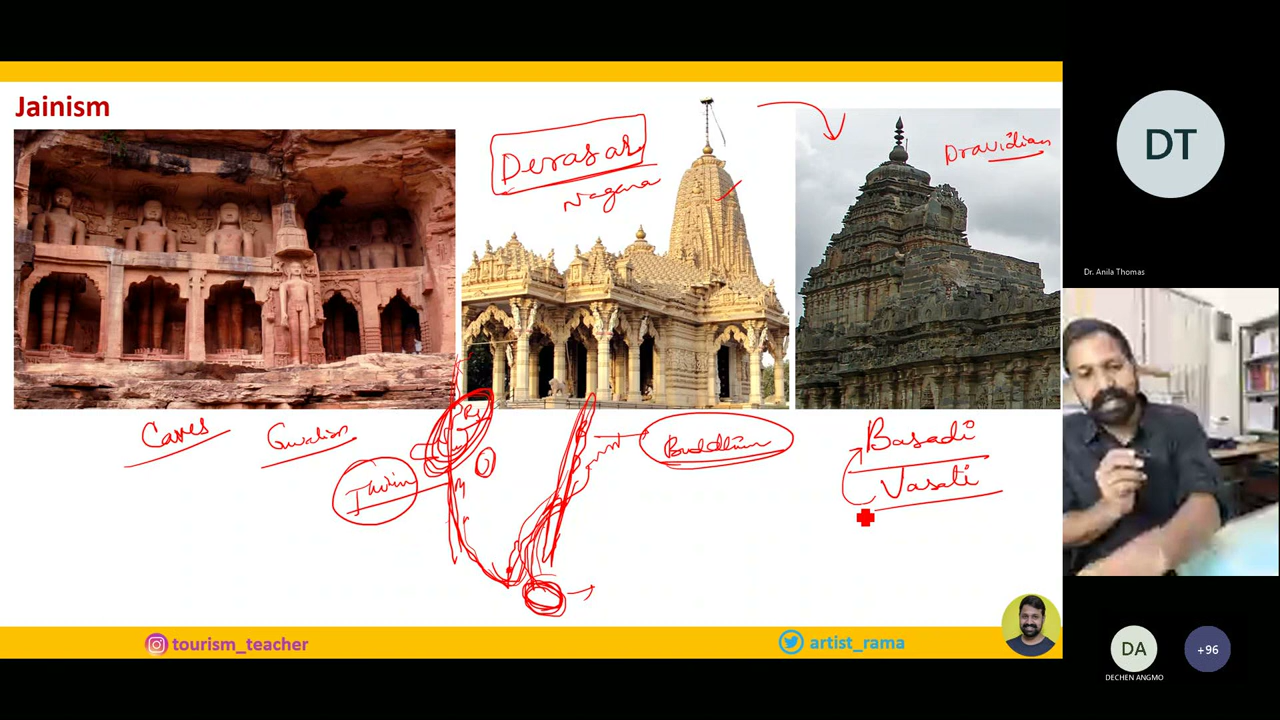 Jainism
Derasar
Nagara
Dravidian
Caves
Gwalior
Jainism
Buddhism
Basadi
Vasati
tourism_teacher
artist_rama
DT
Dr. Anila Thomas
DA
DECHEN ANGMO
+96